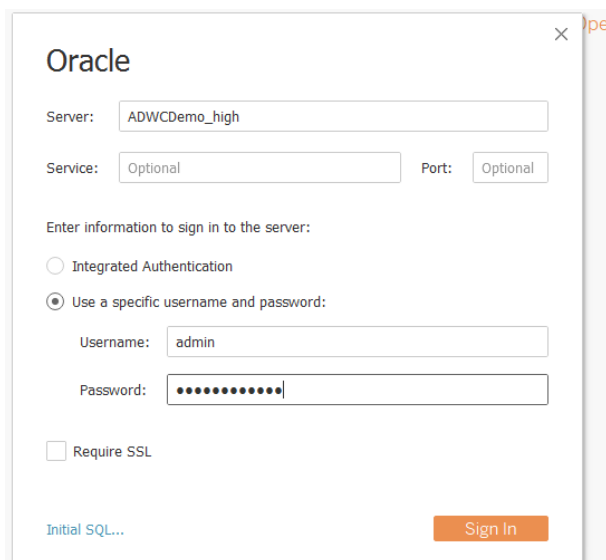 Oracle
Server: ADWCDemo_high
Service: Optional Port: Optional
Enter information to sign in to the server:
Integrated Authentication
Use a specific username and password:
Username: admin
Password: ●●●●●●●●●●●●
Require SSL
Initial SQL... Sign In